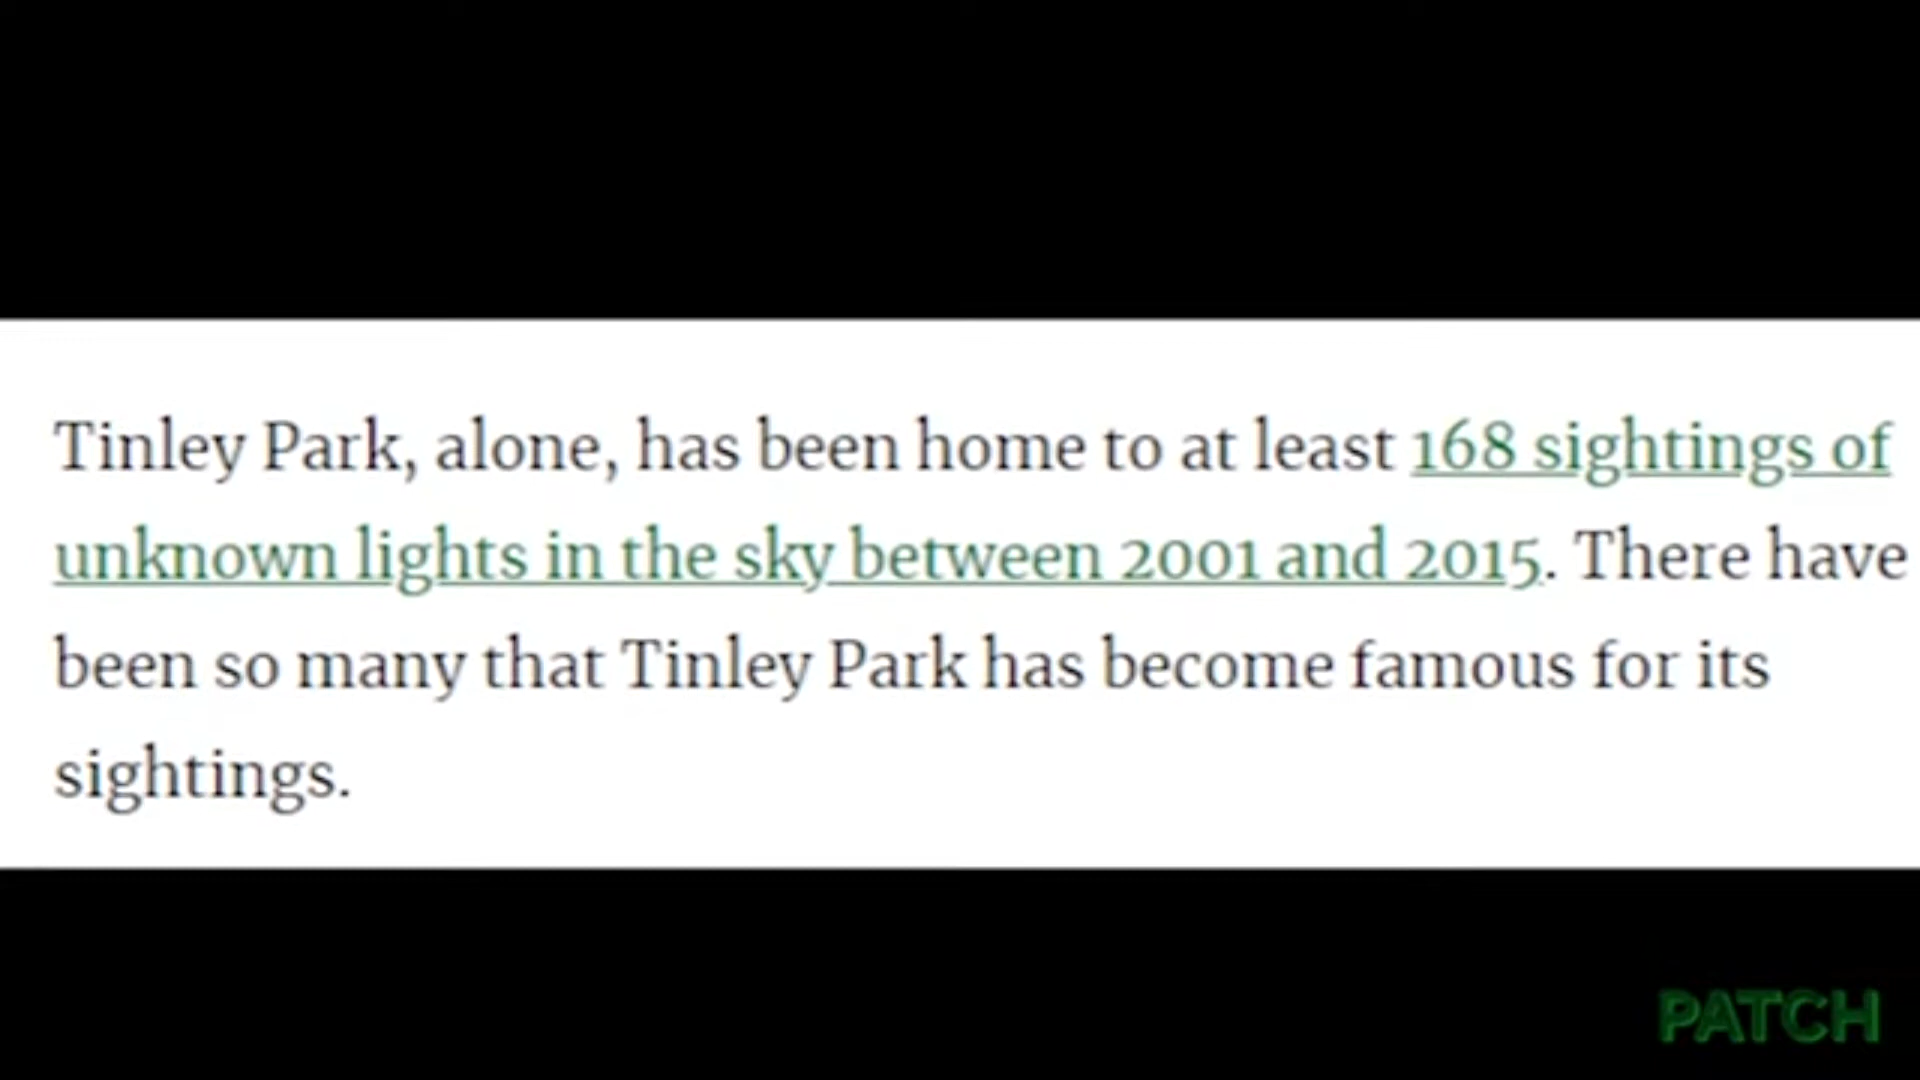 Tinley Park, alone, has been home to at least 168 sightings of
unknown lights in the sky between 2001 and 2015. There have
been so many that Tinley Park has become famous for its
sightings.
PATCH